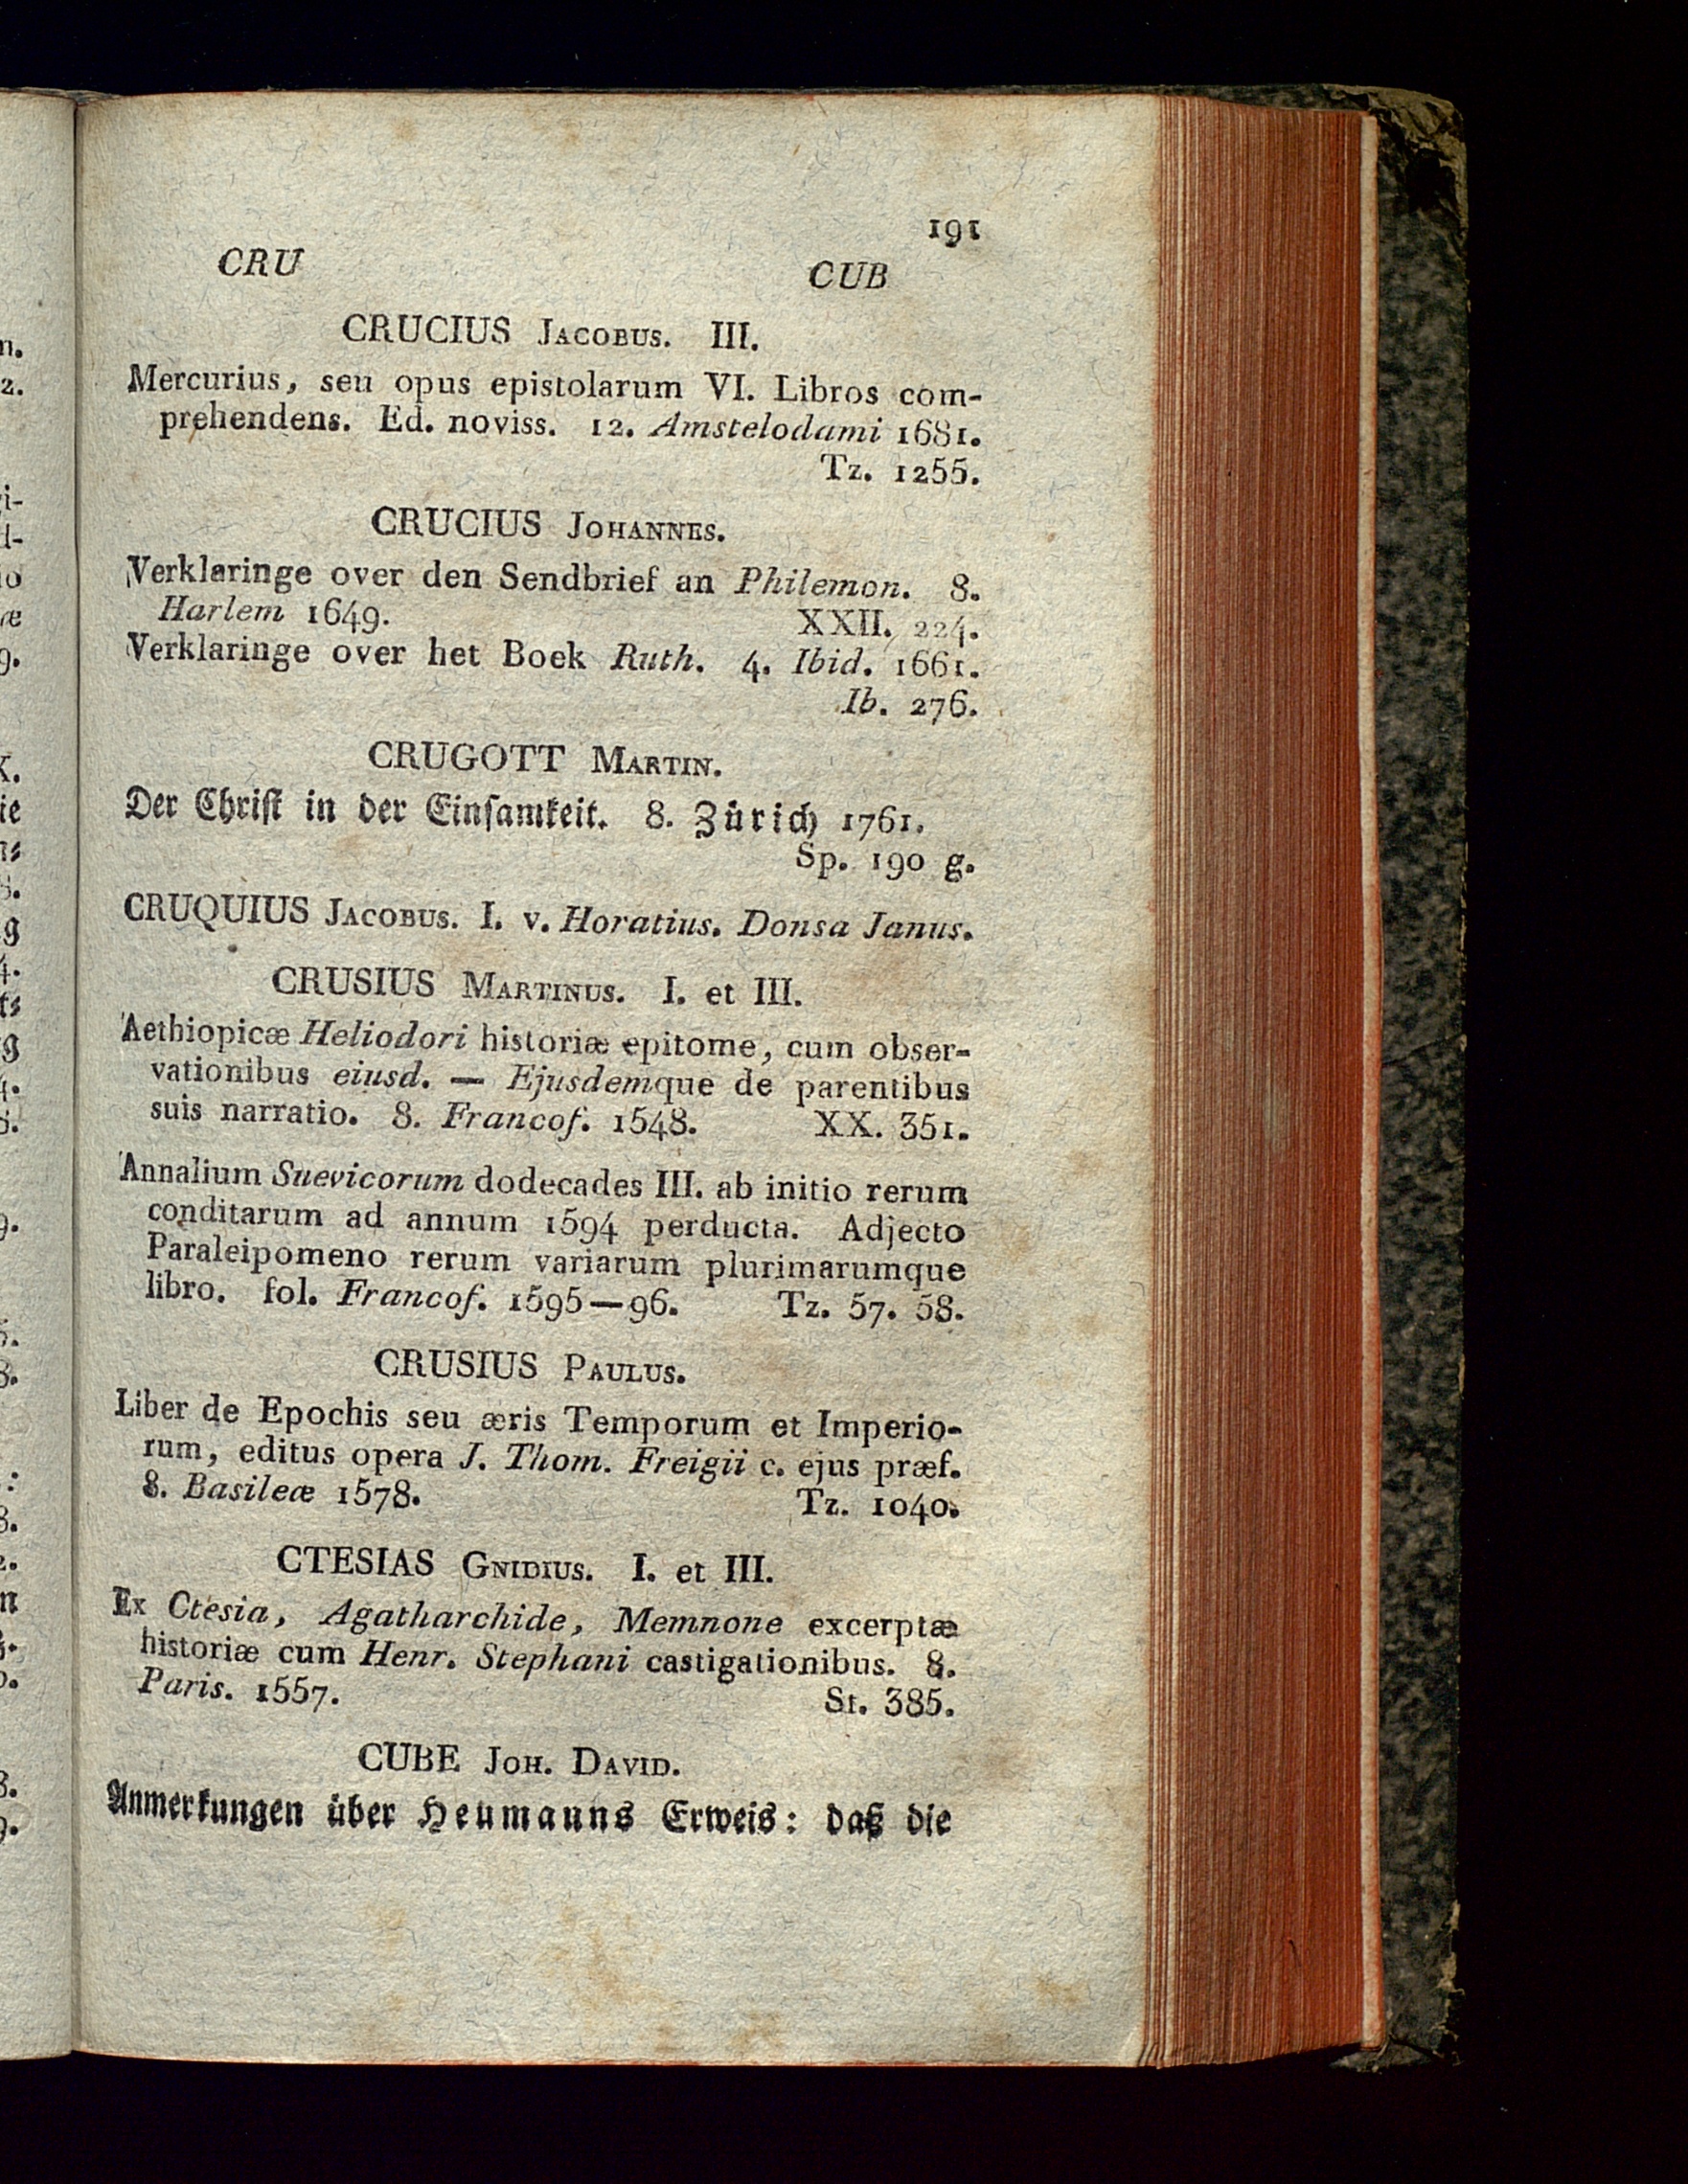 191
CRU CUB
CRUCIUS JACOBUS. III.
Mercurius, seu opus epistolarum VI. Libros com-
prehendens. Ed. noviss. 12. Amstelodami 1681.
Tz. 1255.
CRUCIUS JOHANNES.
Verklaringe over den Sendbrief an Philemon. 8.
Harlem 1649. XXII. 224.
Verklaringe over het Boek Ruth. 4. Ibid. 1661.
Ib. 276.
CRUGOTT MARTIN.
Der Christ in der Einsamkeit. 8. Zürich 1761.
Sp. 190 g.
CRUQUIUS JACOBUS. I. v. Horatius. Donsa Janus.
CRUSIUS MARTINUS. I. et III.
Aethiopicæ Heliodori historiæ epitome, cum obser-
vationibus eiusd. — Ejusdemque de parentibus
suis narratio. 8. Francof. 1548. XX. 351.
Annalium Suevicorum dodecades III. ab initio rerum
conditarum ad annum 1594 perducta. Adjecto
Paraleipomeno rerum variarum plurimarumque
libro. fol. Francof. 1595—96. Tz. 57. 58.
CRUSIUS PAULUS.
Liber de Epochis seu æris Temporum et Imperio-
rum, editus opera J. Thom. Freigii c. ejus præf.
8. Basileæ 1578. Tz. 1040.
CTESIAS GNIDIUS. I. et III.
Ex Ctesia, Agatharchide, Memnone excerptæ
historiæ cum Henr. Stephani castigationibus. 8.
Paris. 1557. St. 385.
CUBE JOH. DAVID.
Anmerkungen über Heumanns Erweis: daß die